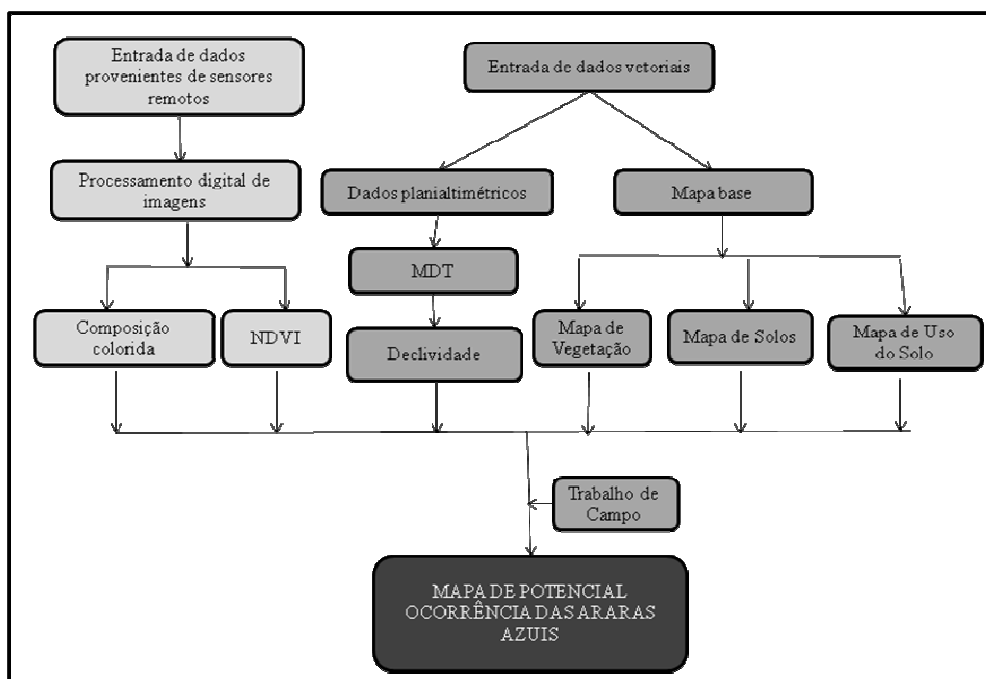 Entrada de dados
provenientes de sensores
remotos
Entrada de dados vetoriais
Processamento digital de
imagens
Dados planialtimétricos
Mapa base
MDT
Composição
colorida
NDVI
Declividade
Mapa de
Vegetação
Mapa de Solos
Mapa de Uso
do Solo
Trabalho de
Campo
MAPA DE POTENCIAL
OCORRÊNCIA DAS ARARAS
AZUIS